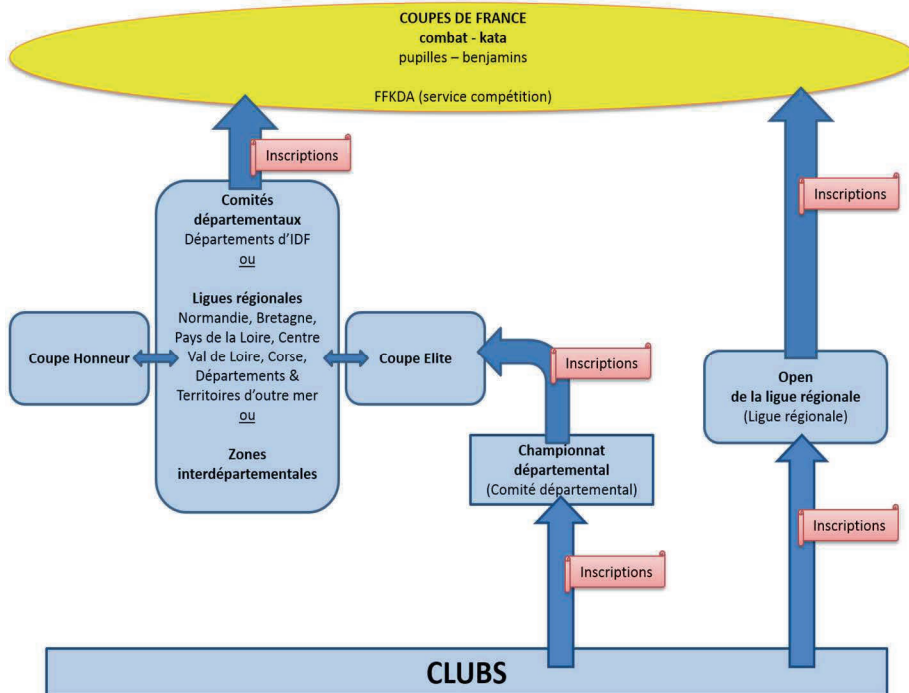 COUPES DE FRANCE
combat - kata
pupilles – benjamins
FFKDA (service compétition)
Inscriptions
Inscriptions
Comités
départementaux
Départements d'IDF
ou
Ligues régionales
Normandie, Bretagne,
Pays de la Loire, Centre
Val de Loire, Corse,
Départements &
Territoires d'outre mer
ou
Zones
interdépartementales
Coupe Honneur
Coupe Elite
Inscriptions
Open
de la ligue régionale
(Ligue régionale)
Championnat
départemental
(Comité départemental)
Inscriptions
Inscriptions
CLUBS